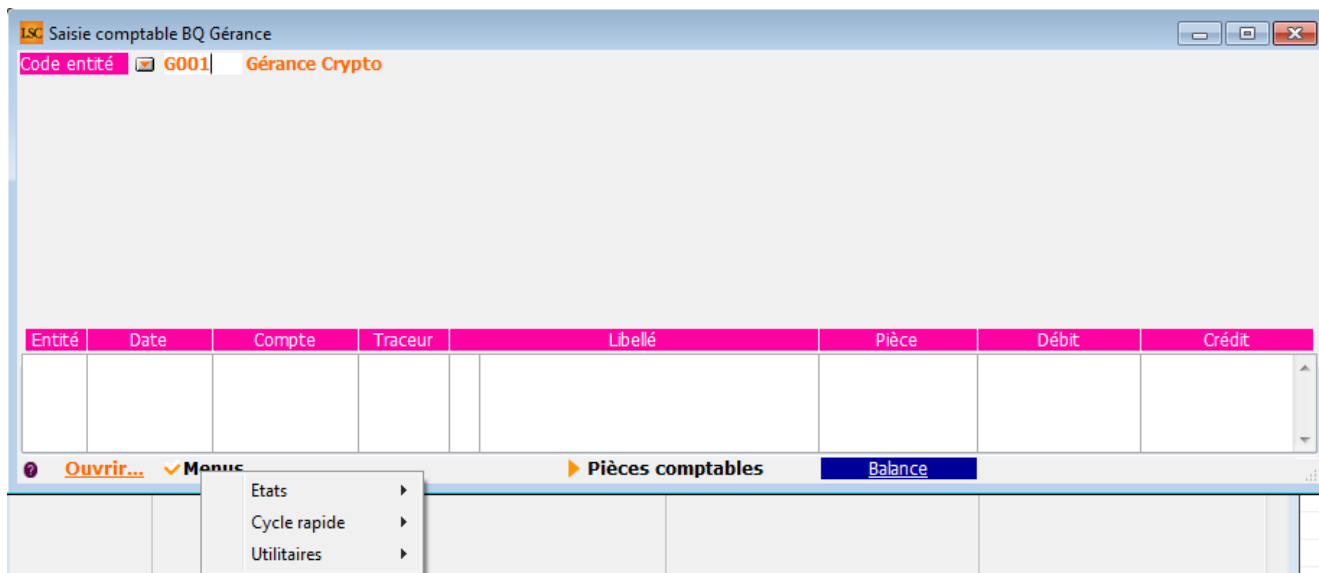 LSC Saisie comptable BQ Gérance
Code entité G001 Gérance Crypto
Entité Date Compte Traceur Libellé Pièce Débit Crédit
? Ouvrir... Menus Pièces comptables Balance
Etats
Cycle rapide
Utilitaires